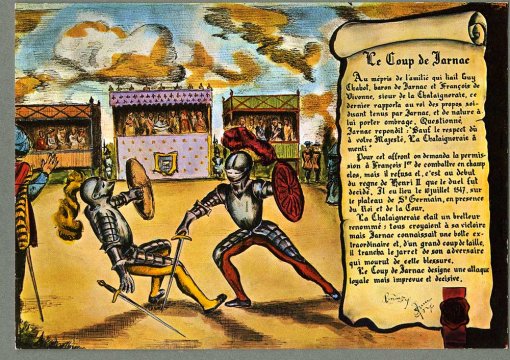 Le Coup de Jarnac
Au mépris de l'amitié qui liait Guy
Chabot, baron de Jarnac et François de
Vivonne, sieur de la Chataigneraie, ce
dernier rapporta au roi des propos soi-
disant tenus par Jarnac, et de nature à
lui porter ombrage. Questionné
Jarnac repondit : Sauf le respect dû
à votre Majesté, La Chataigneraie à
menti
Pour cet affront on demanda la permis-
sion à François 1er de combattre en champ
clos, mais il refusa et, c'est au début
du regne de Henri II que le duel fut
décidé. Il eu lieu le 10 juillet 1547, sur
le plateau de St Germain, en presence
du Roi et de la Cour.
La Chataigneraie était un bretteur
renommé : tous croyaient à sa victoire
mais Jarnac connaissait une botte ex-
traordinaire et, d'un grand coup de taille,
il trancha le jarret de son adversaire
qui mourut de cette blessure.
Le Coup de Jarnac designe une attaque
loyale mais imprevue et decisive.